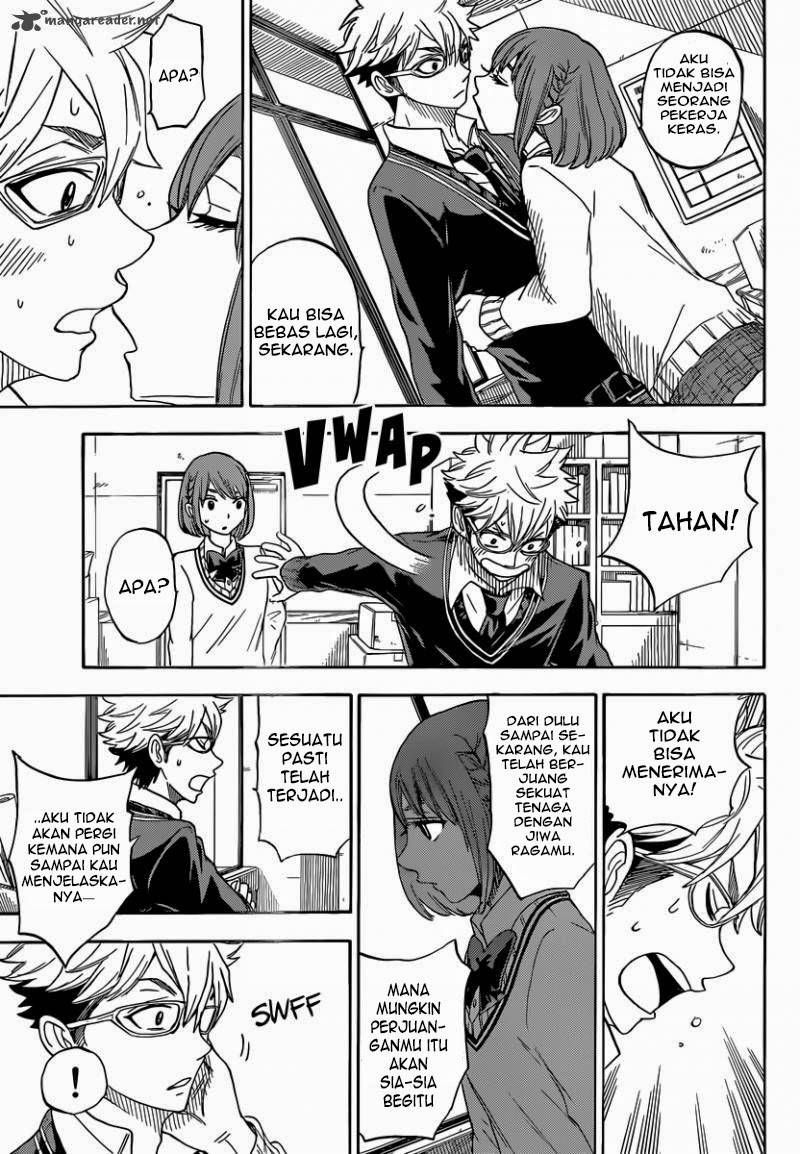 mangareader.net
AKU
TIDAK BISA
MENJADI
SEORANG
PEKERJA
KERAS.
APA?
KAU BISA
BEBAS LAGI,
SEKARANG.
VWAP
TAHAN!
APA?
AKU
TIDAK
BISA
MENERIMA-
NYA!
DARI DULU
SAMPAI SE-
KARANG, KAU
TELAH BER-
JUANG
SEKUAT
TENAGA
DENGAN
JIWA
RAGAMU.
MANA
MUNGKIN
PERJUA-
NGANMU ITU
AKAN
SIA-SIA
BEGITU
SESUATU
PASTI
TELAH
TERJADI..
..AKU TIDAK
AKAN PERGI
KEMANA PUN
SAMPAI KAU
MENJELASKA-
NYA—
SWFF
!